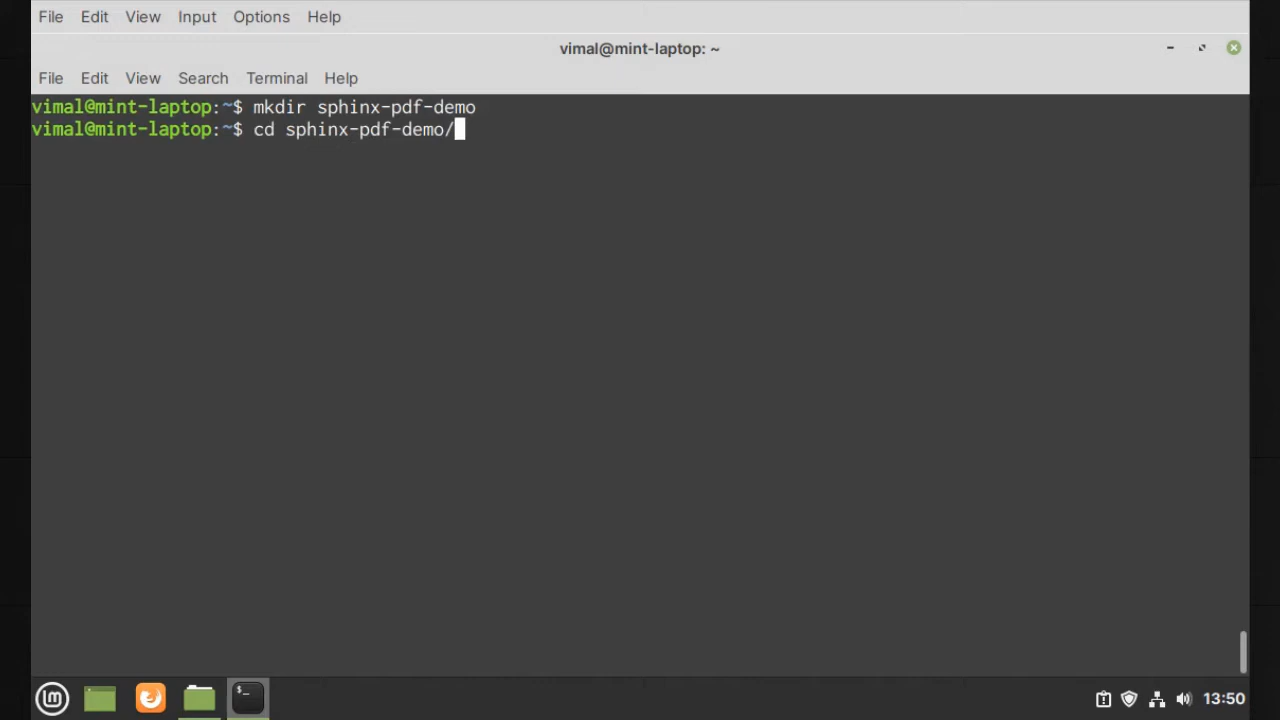 File Edit View Input Options Help
vimal@mint-laptop: ~
File Edit View Search Terminal Help
vimal@mint-laptop:~$ mkdir sphinx-pdf-demo
vimal@mint-laptop:~$ cd sphinx-pdf-demo/
$_
13:50